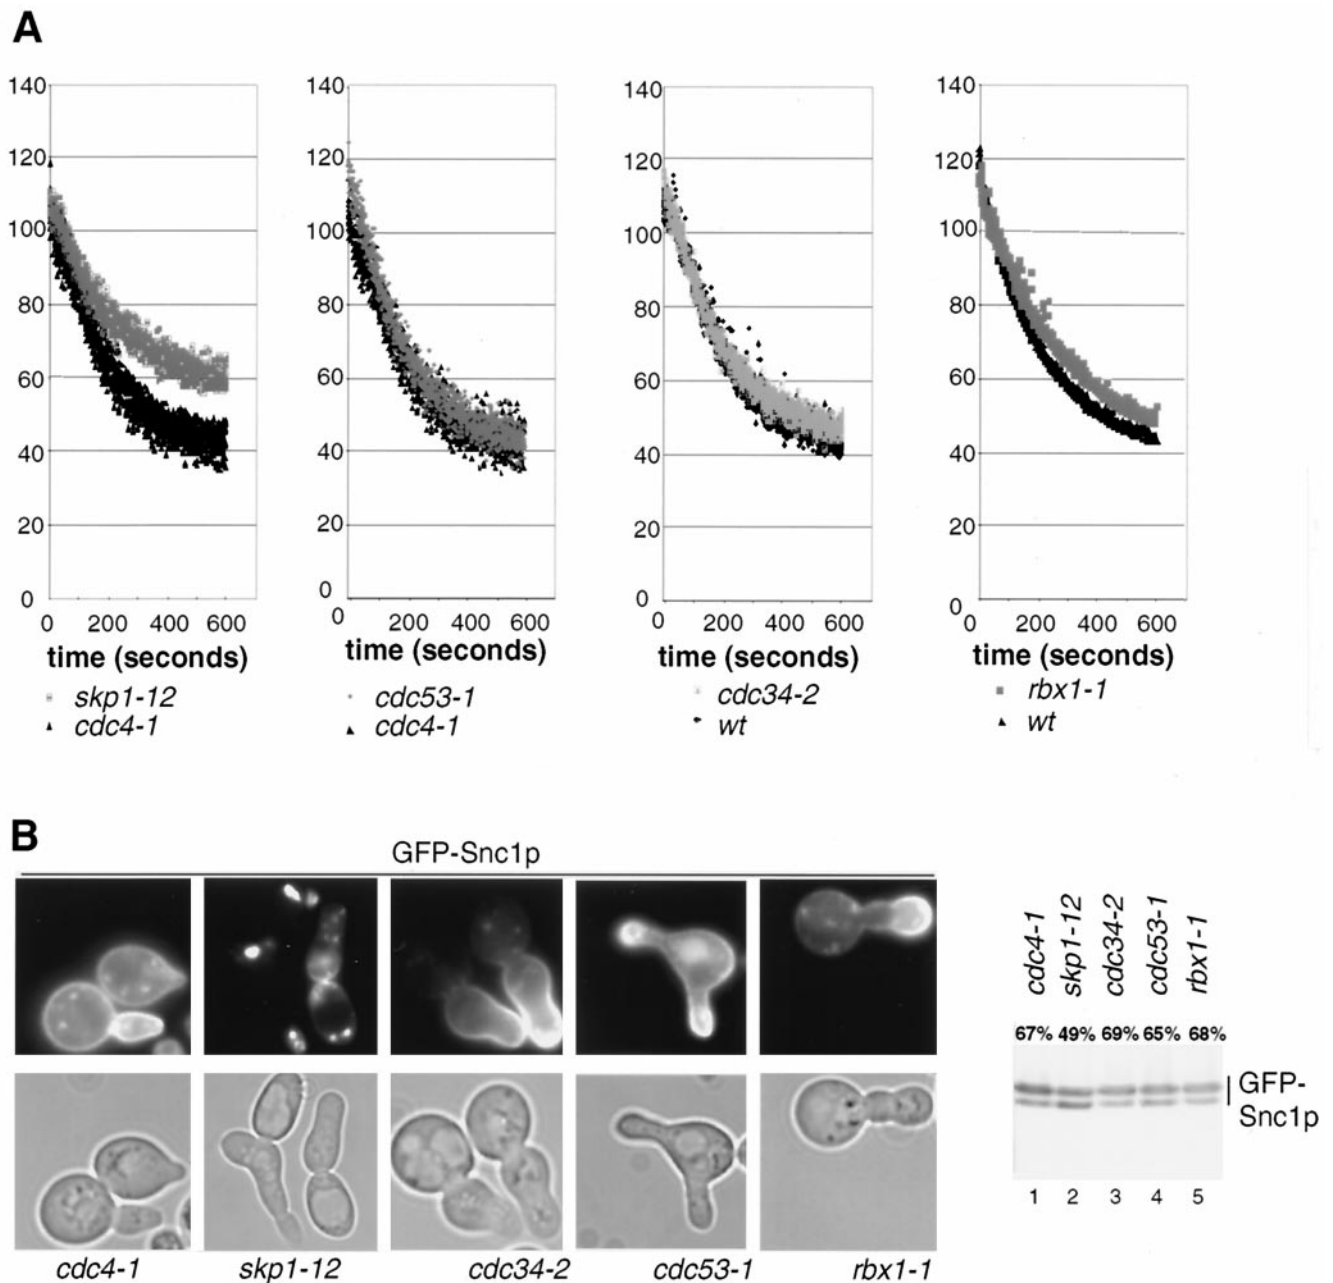 A
140
120
100
80
60
40
20
0
0 200 400 600
time (seconds)
skp1-12
cdc4-1
140
120
100
80
60
40
20
0
0 200 400 600
time (seconds)
cdc53-1
cdc4-1
140
120
100
80
60
40
20
0
0 200 400 600
time (seconds)
cdc34-2
wt
140
120
100
80
60
40
20
0
0 200 400 600
time (seconds)
rbx1-1
wt
B
GFP-Snc1p
cdc4-1 skp1-12 cdc34-2 cdc53-1 rbx1-1
cdc4-1
skp1-12
cdc34-2
cdc53-1
rbx1-1
67% 49% 69% 65% 68%
GFP-
Snc1p
1 2 3 4 5